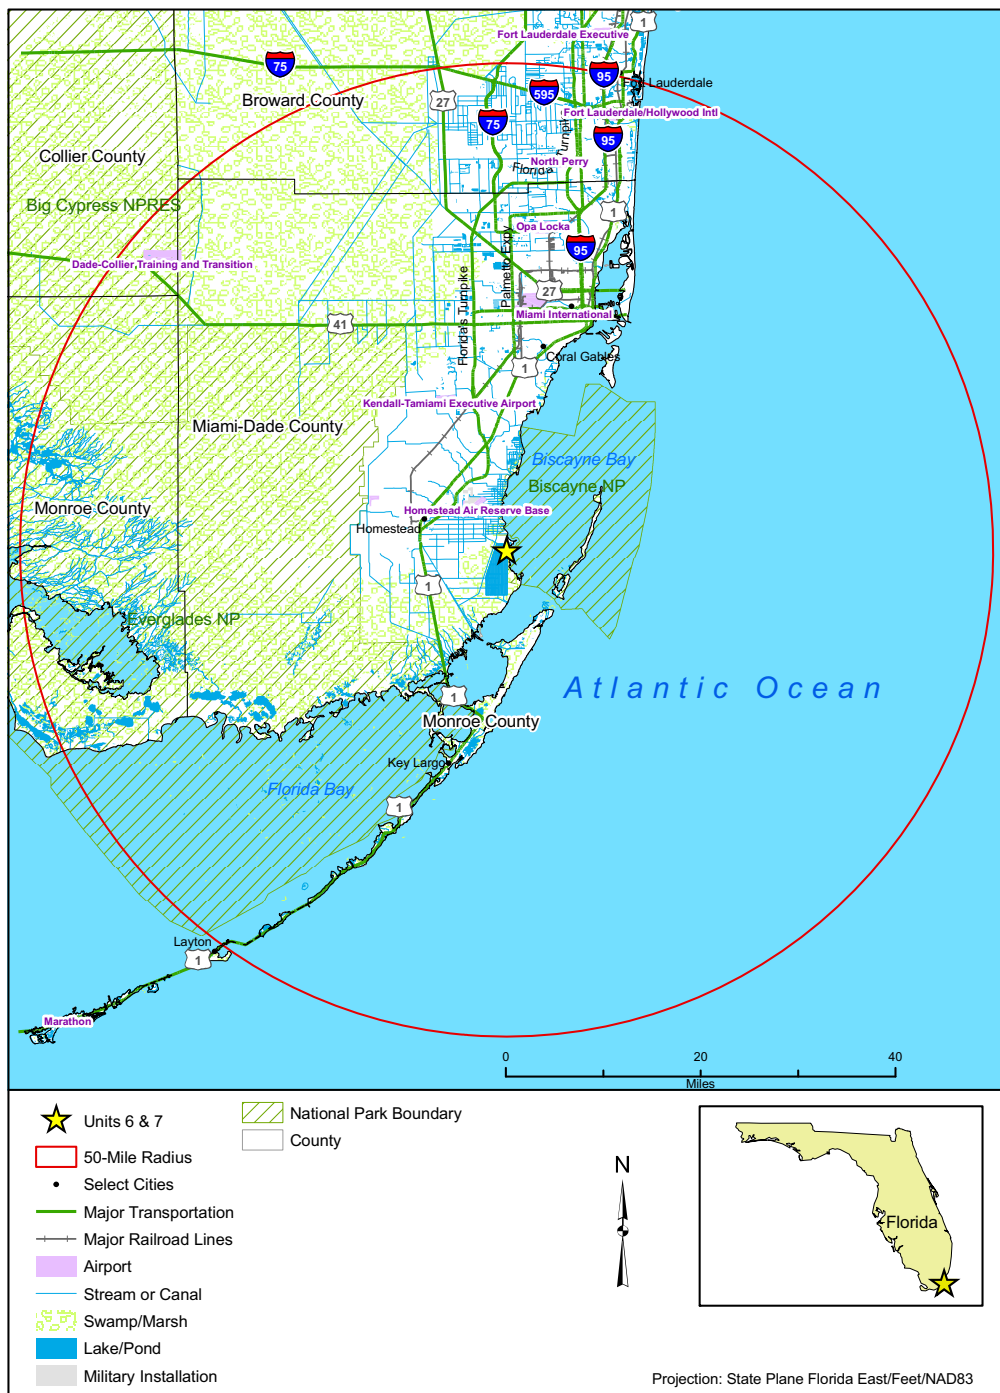 1
Fort Lauderdale Executive
75
95
Fort Lauderdale
595
Broward County
27
Fort Lauderdale/Hollywood Intl
75
95
Florida's Turnpike
Collier County
North Perry
Big Cypress NPRES
1
Opa Locka
95
Dade-Collier Training and Transition
Palmetto Expy
27
Florida's Turnpike
Miami International
41
Coral Gables
1
Kendall-Tamiami Executive Airport
Miami-Dade County
Biscayne Bay
Biscayne NP
Monroe County
Homestead Air Reserve Base
Homestead
1
Everglades NP
Atlantic Ocean
1
Monroe County
Key Largo
Florida Bay
1
Layton
1
Marathon
0 20 40
Miles
Units 6 & 7
50-Mile Radius
Select Cities
Major Transportation
Major Railroad Lines
Airport
Stream or Canal
Swamp/Marsh
Lake/Pond
Military Installation
National Park Boundary
County
N
Florida
Projection: State Plane Florida East/Feet/NAD83